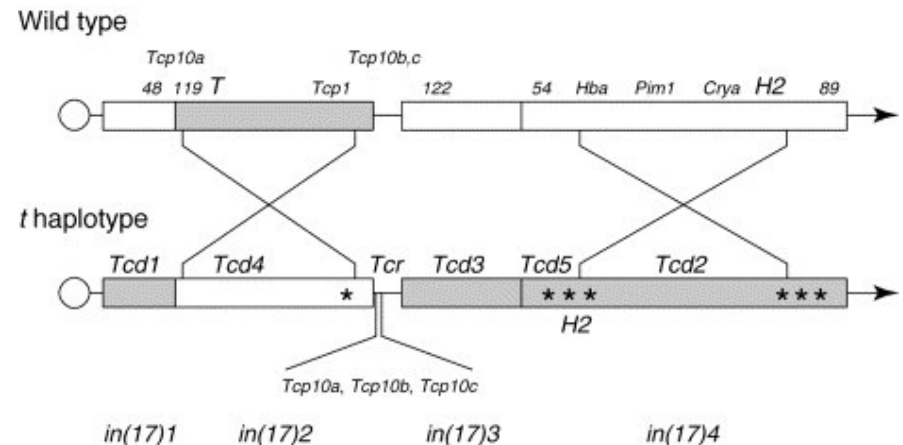 Wild type
Tcp10a Tcp10b,c
48 119 T Tcp1 122 54 Hba Pim1 Crya H2 89
t haplotype
Tcd1 Tcd4 Tcr Tcd3 Tcd5 Tcd2
* * * * * * *
H2
Tcp10a, Tcp10b, Tcp10c
in(17)1 in(17)2 in(17)3 in(17)4